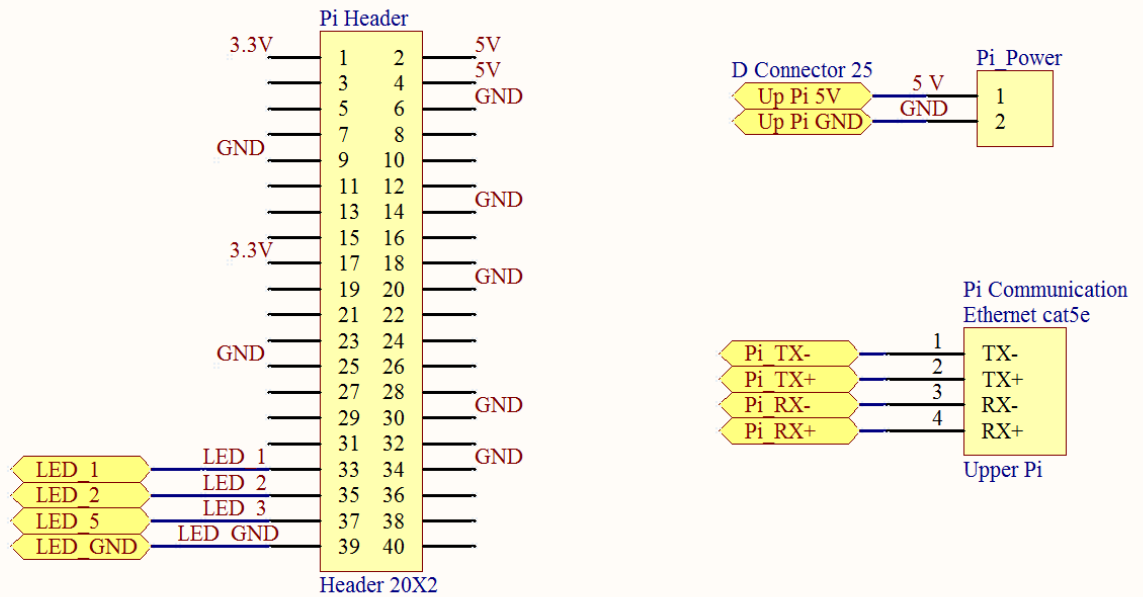 Pi Header
3.3V 1 2 5V
3 4 5V
5 6 GND
7 8
GND 9 10
11 12
13 14 GND
15 16
3.3V 17 18
19 20 GND
21 22
23 24
GND 25 26
27 28
29 30 GND
31 32
LED_1 LED_1 33 34 GND
LED_2 LED_2 35 36
LED_5 LED_3 37 38
LED_GND LED_GND 39 40
Header 20X2
D Connector 25 Pi_Power
Up Pi 5V 5 V 1
Up Pi GND GND 2
Pi Communication
Ethernet cat5e
Pi_TX- 1 TX-
Pi_TX+ 2 TX+
Pi_RX- 3 RX-
Pi_RX+ 4 RX+
Upper Pi